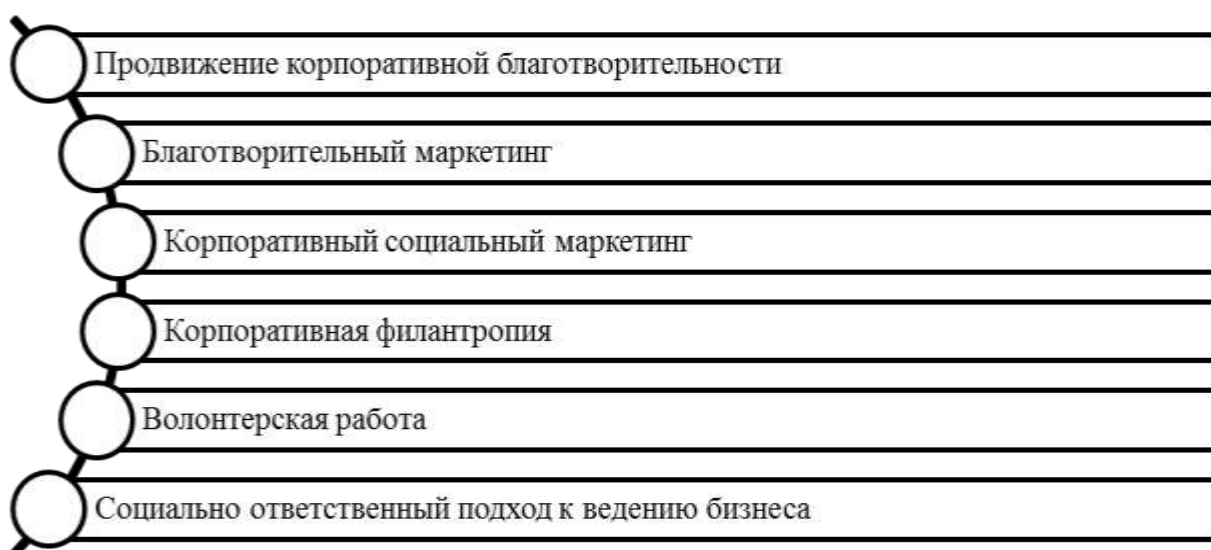 Продвижение корпоративной благотворительности
Благотворительный маркетинг
Корпоративный социальный маркетинг
Корпоративная филантропия
Волонтерская работа
Социально ответственный подход к ведению бизнеса